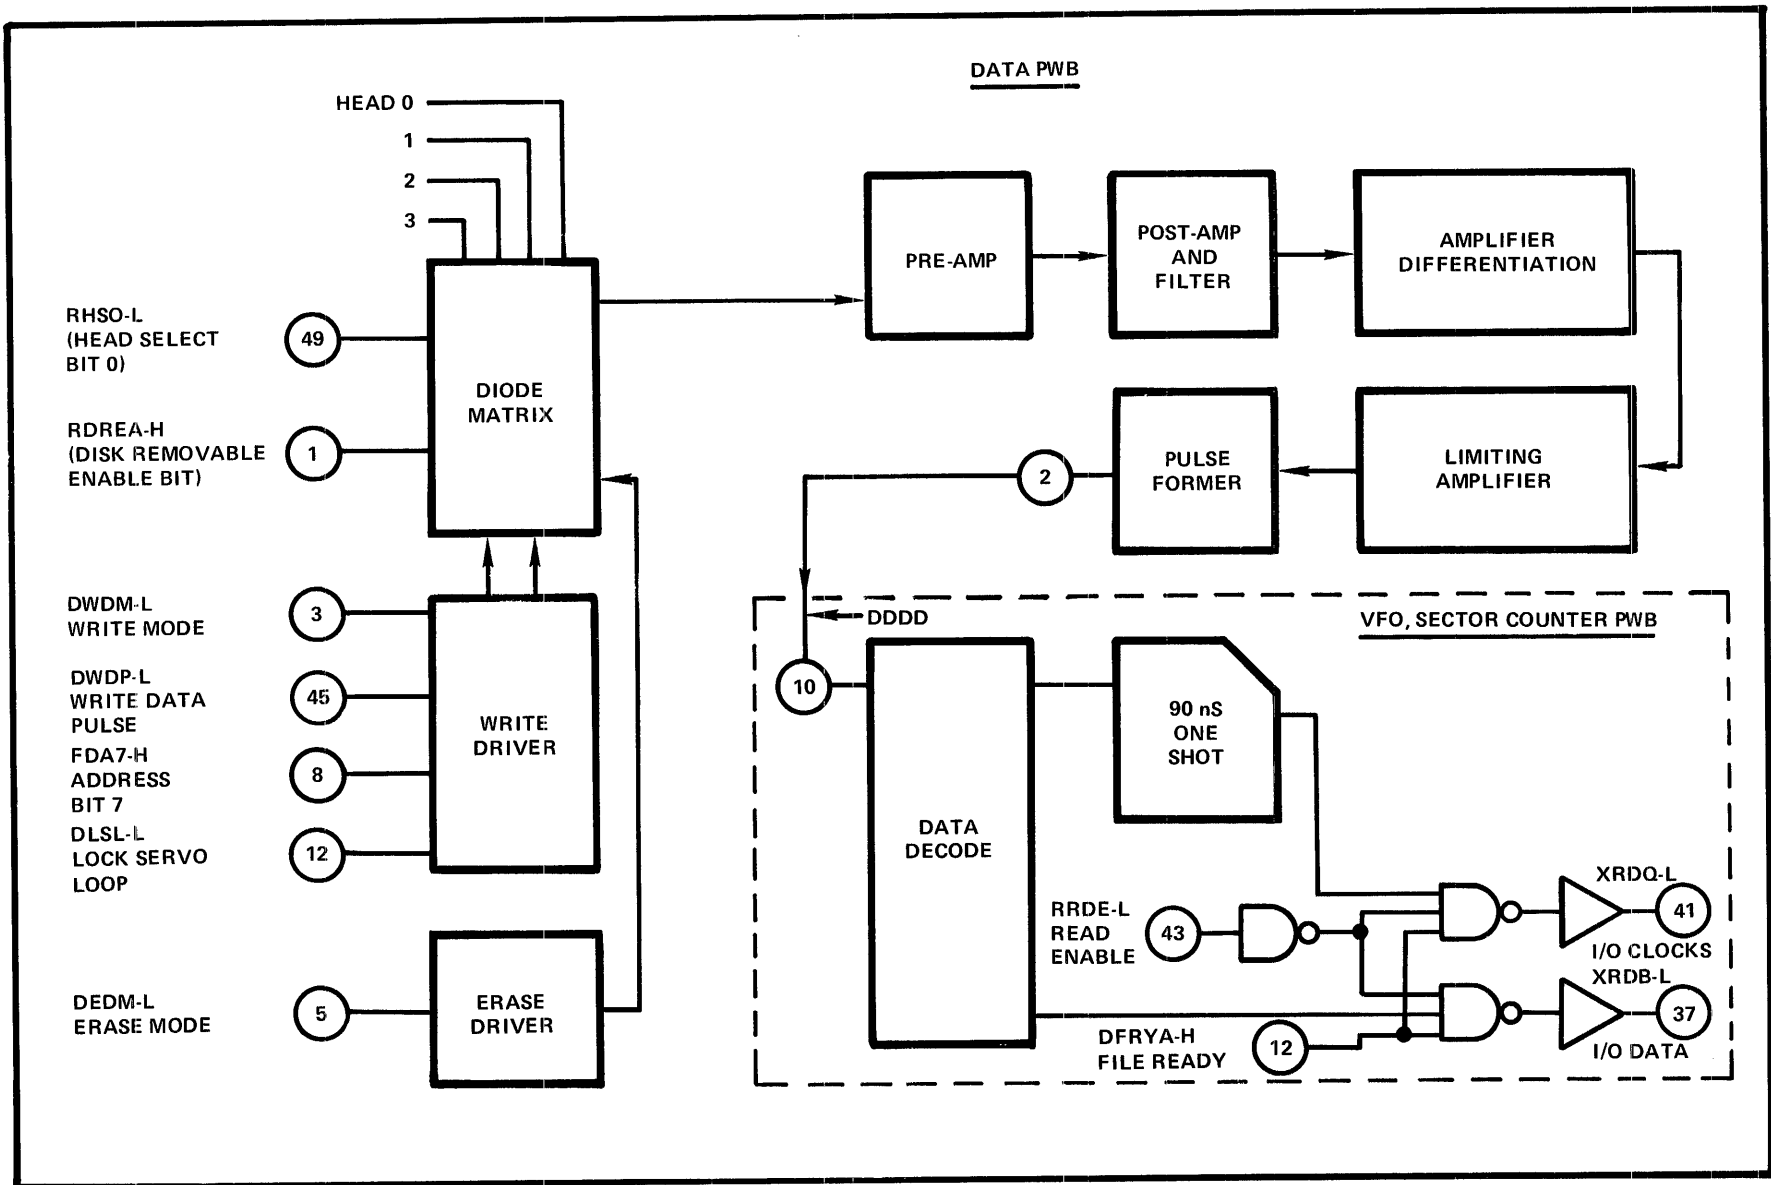 DATA PWB
HEAD 0
1
2
3
RHSO-L
(HEAD SELECT
BIT 0)
49
RDREA-H
(DISK REMOVABLE
ENABLE BIT)
1
DIODE
MATRIX
PRE-AMP
POST-AMP
AND
FILTER
AMPLIFIER
DIFFERENTIATION
LIMITING
AMPLIFIER
PULSE
FORMER
2
DWDM-L
WRITE MODE
3
DWDP-L
WRITE DATA
PULSE
45
FDA7-H
ADDRESS
BIT 7
8
DLSL-L
LOCK SERVO
LOOP
12
WRITE
DRIVER
DEDM-L
ERASE MODE
5
ERASE
DRIVER
DDDD
VFO, SECTOR COUNTER PWB
10
DATA
DECODE
90 nS
ONE
SHOT
RRDE-L
READ
ENABLE
43
XRDQ-L
41
I/O CLOCKS
XRDB-L
37
I/O DATA
DFRYA-H
FILE READY
12